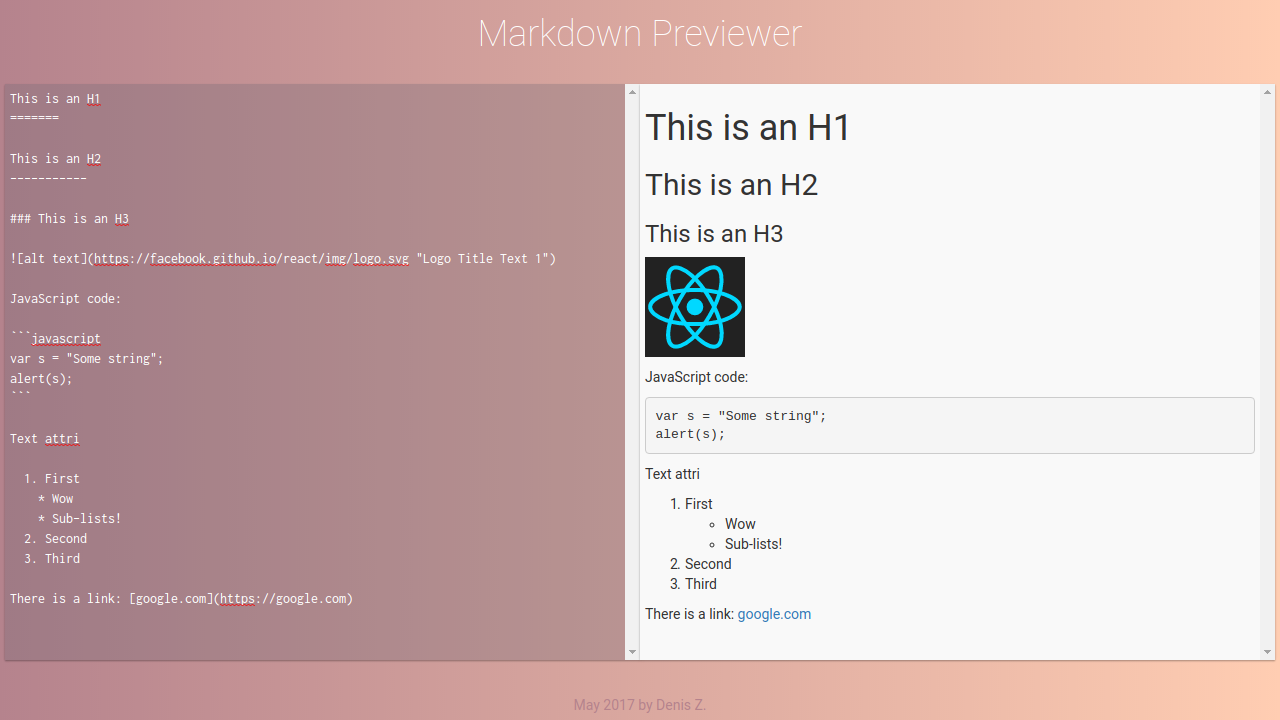 Markdown Previewer
This is an H1
=======
This is an H2
-----------
### This is an H3
![alt text](https://facebook.github.io/react/img/logo.svg "Logo Title Text 1")
JavaScript code:
```javascript
var s = "Some string";
alert(s);
```
Text attri
1. First
* Wow
* Sub-lists!
2. Second
3. Third
There is a link: [google.com](https://google.com)
This is an H1
This is an H2
This is an H3
JavaScript code:
var s = "Some string";
alert(s);
Text attri
1. First
Wow
Sub-lists!
2. Second
3. Third
There is a link: google.com
May 2017 by Denis Z.